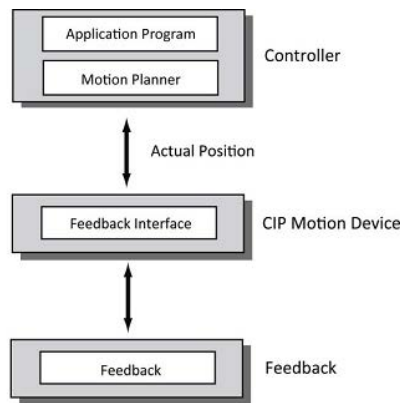 Application Program
Controller
Motion Planner
Actual Position
Feedback Interface
CIP Motion Device
Feedback
Feedback